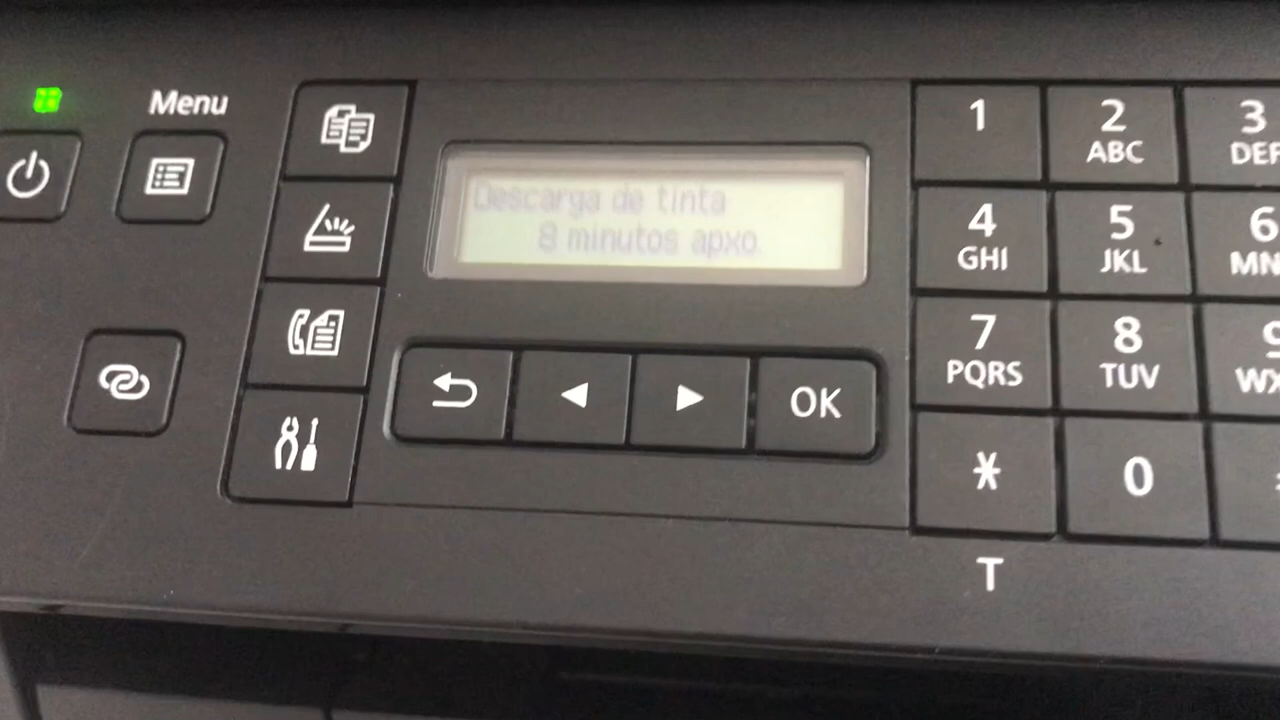 Menu
Descarga de tinta
8 minutos apxo.
OK
1
2
ABC
3
DEF
4
GHI
5
JKL
6
MN
7
PQRS
8
TUV
9
WX
*
0
T